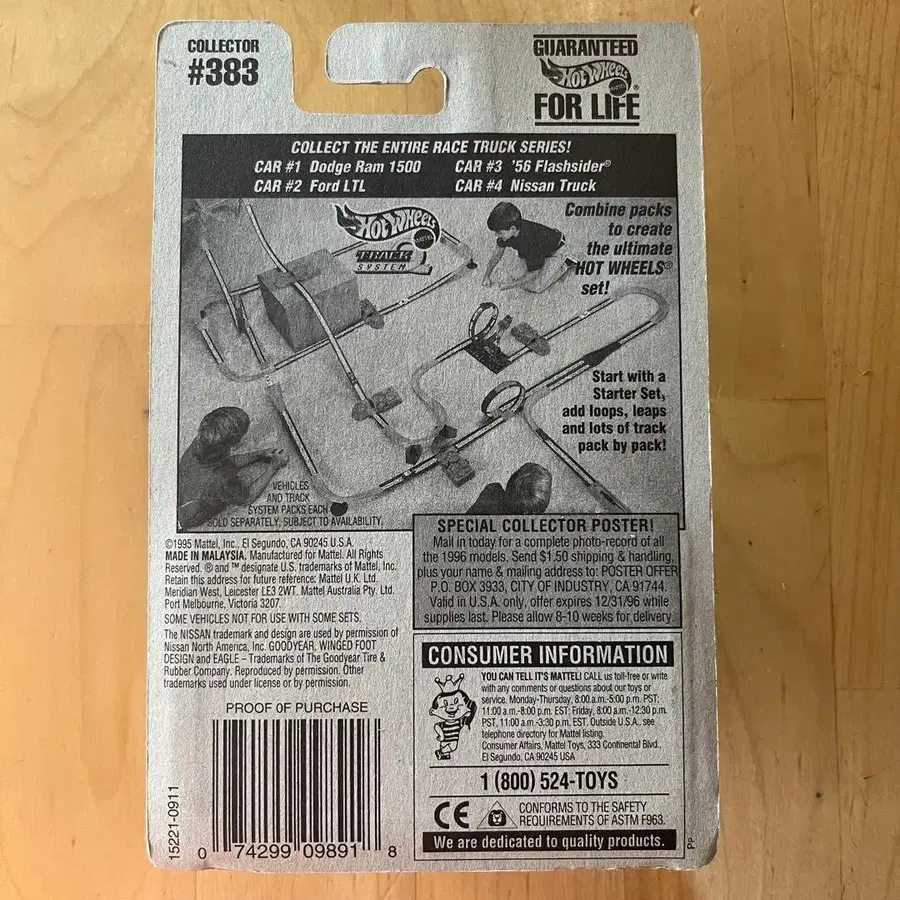 COLLECTOR
#383
GUARANTEED
HOT WHEELS
MATTEL
®
FOR LIFE
COLLECT THE ENTIRE RACE TRUCK SERIES!
CAR #1 Dodge Ram 1500 CAR #3 '56 Flashsider®
CAR #2 Ford LTL CAR #4 Nissan Truck
HOT WHEELS
MATTEL
TRACK
SYSTEM
Combine packs
to create
the ultimate
HOT WHEELS®
set!
Start with a
Starter Set,
add loops, leaps
and lots of track
pack by pack!
VEHICLES
AND TRACK
SYSTEM PACKS EACH
SOLD SEPARATELY, SUBJECT TO AVAILABILITY.
©1995 Mattel, Inc., El Segundo, CA 90245 U.S.A.
MADE IN MALAYSIA. Manufactured for Mattel. All Rights
Reserved. ® and ™ designate U.S. trademarks of Mattel, Inc.
Retain this address for future reference: Mattel U.K. Ltd.
Meridian West, Leicester LE3 2WT. Mattel Australia Pty. Ltd.
Port Melbourne, Victoria 3207.
SOME VEHICLES NOT FOR USE WITH SOME SETS.
The NISSAN trademark and design are used by permission of
Nissan North America, Inc. GOODYEAR, WINGED FOOT
DESIGN and EAGLE – Trademarks of The Goodyear Tire &
Rubber Company. Reproduced by permission. Other
trademarks used under license or by permission.
PROOF OF PURCHASE
15221-0911
0 74299 09891 8
SPECIAL COLLECTOR POSTER!
Mail in today for a complete photo-record of all
the 1996 models. Send $1.50 shipping & handling,
plus your name & mailing address to: POSTER OFFER
P.O. BOX 3933, CITY OF INDUSTRY, CA 91744.
Valid in U.S.A. only, offer expires 12/31/96 while
supplies last. Please allow 8-10 weeks for delivery.
CONSUMER INFORMATION
YOU CAN TELL IT'S MATTEL! CALL us toll-free or write
with any comments or questions about our toys or
service. Monday-Thursday, 8:00 a.m.-5:00 p.m. PST,
11:00 a.m.-8:00 p.m. EST; Friday, 8:00 a.m.-12:30 p.m.
PST, 11:00 a.m.-3:30 p.m. EST. Outside U.S.A., see
telephone directory for Mattel listing.
Consumer Affairs, Mattel Toys, 333 Continental Blvd.,
El Segundo, CA 90245 USA
1 (800) 524-TOYS
CE CONFORMS TO THE SAFETY
REQUIREMENTS OF ASTM F963.
We are dedicated to quality products.
PP